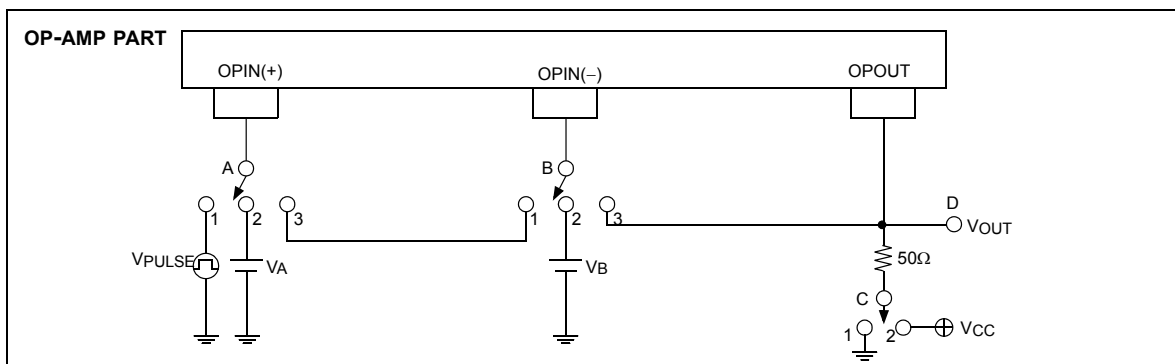 OP-AMP PART
OPIN(+)
OPIN(−)
OPOUT
A
B
1
2
3
1
2
3
D
VOUT
VPULSE
VA
VB
50Ω
C
1
2
VCC